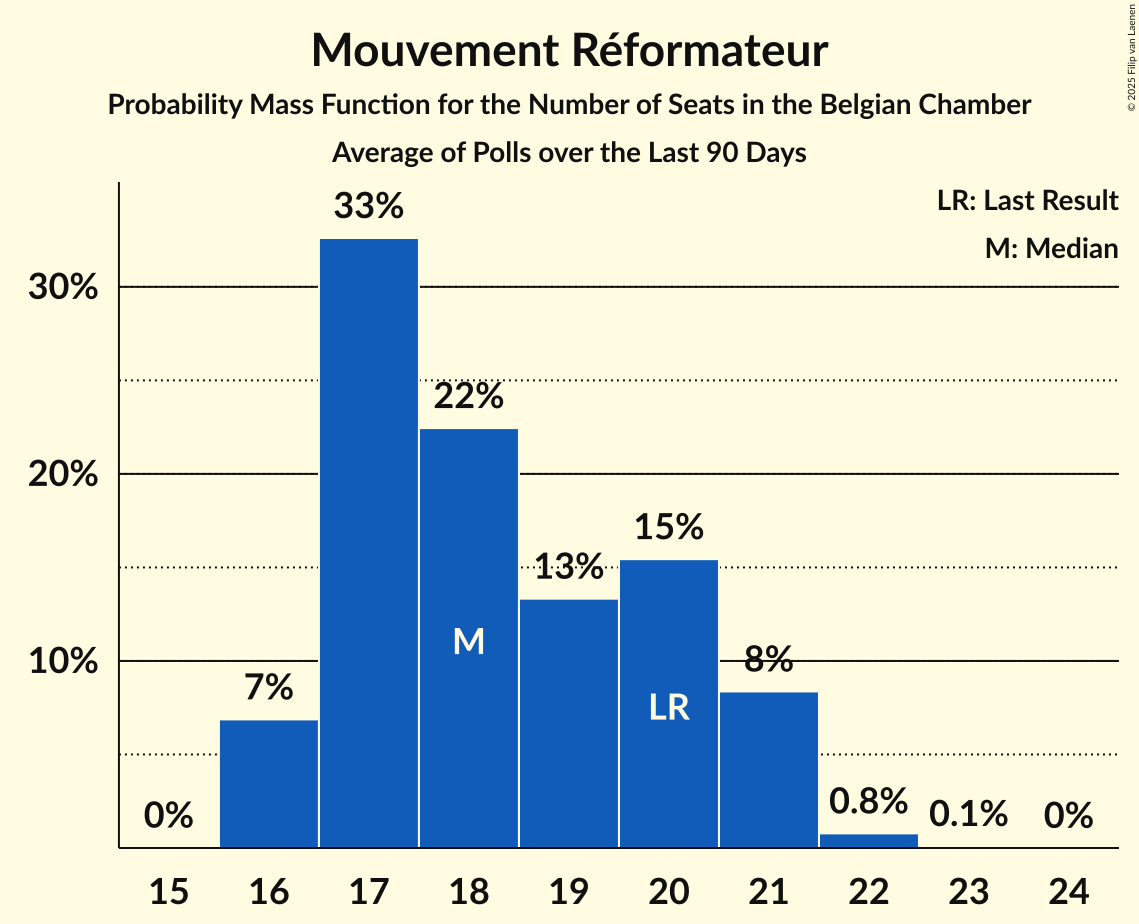 Mouvement Réformateur
Probability Mass Function for the Number of Seats in the Belgian Chamber
Average of Polls over the Last 90 Days
© 2025 Filip van Laenen
LR: Last Result
M: Median
33%
30%
22%
20%
15%
13%
10%
8%
7%
M
LR
0%
0.8%
0.1%
0%
15 16 17 18 19 20 21 22 23 24